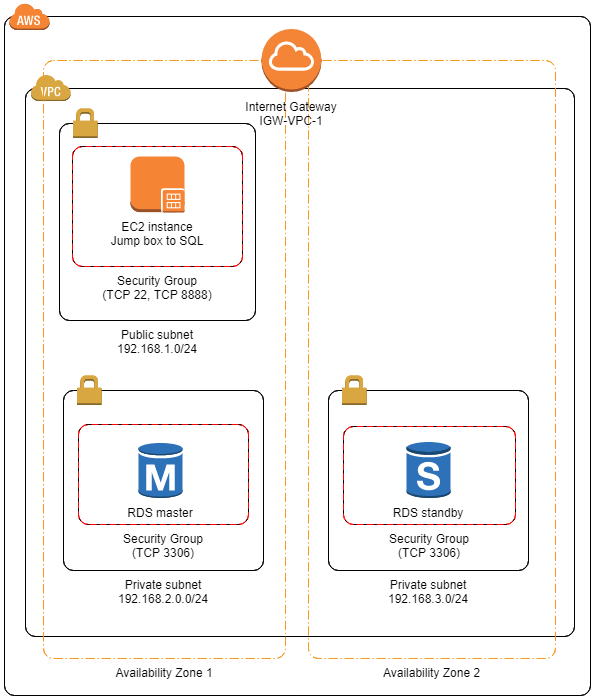 AWS
VPC
Internet Gateway
IGW-VPC-1
EC2 instance
Jump box to SQL
Security Group
(TCP 22, TCP 8888)
Public subnet
192.168.1.0/24
M
RDS master
Security Group
(TCP 3306)
Private subnet
192.168.2.0.0/24
S
RDS standby
Security Group
(TCP 3306)
Private subnet
192.168.3.0/24
Availability Zone 1
Availability Zone 2